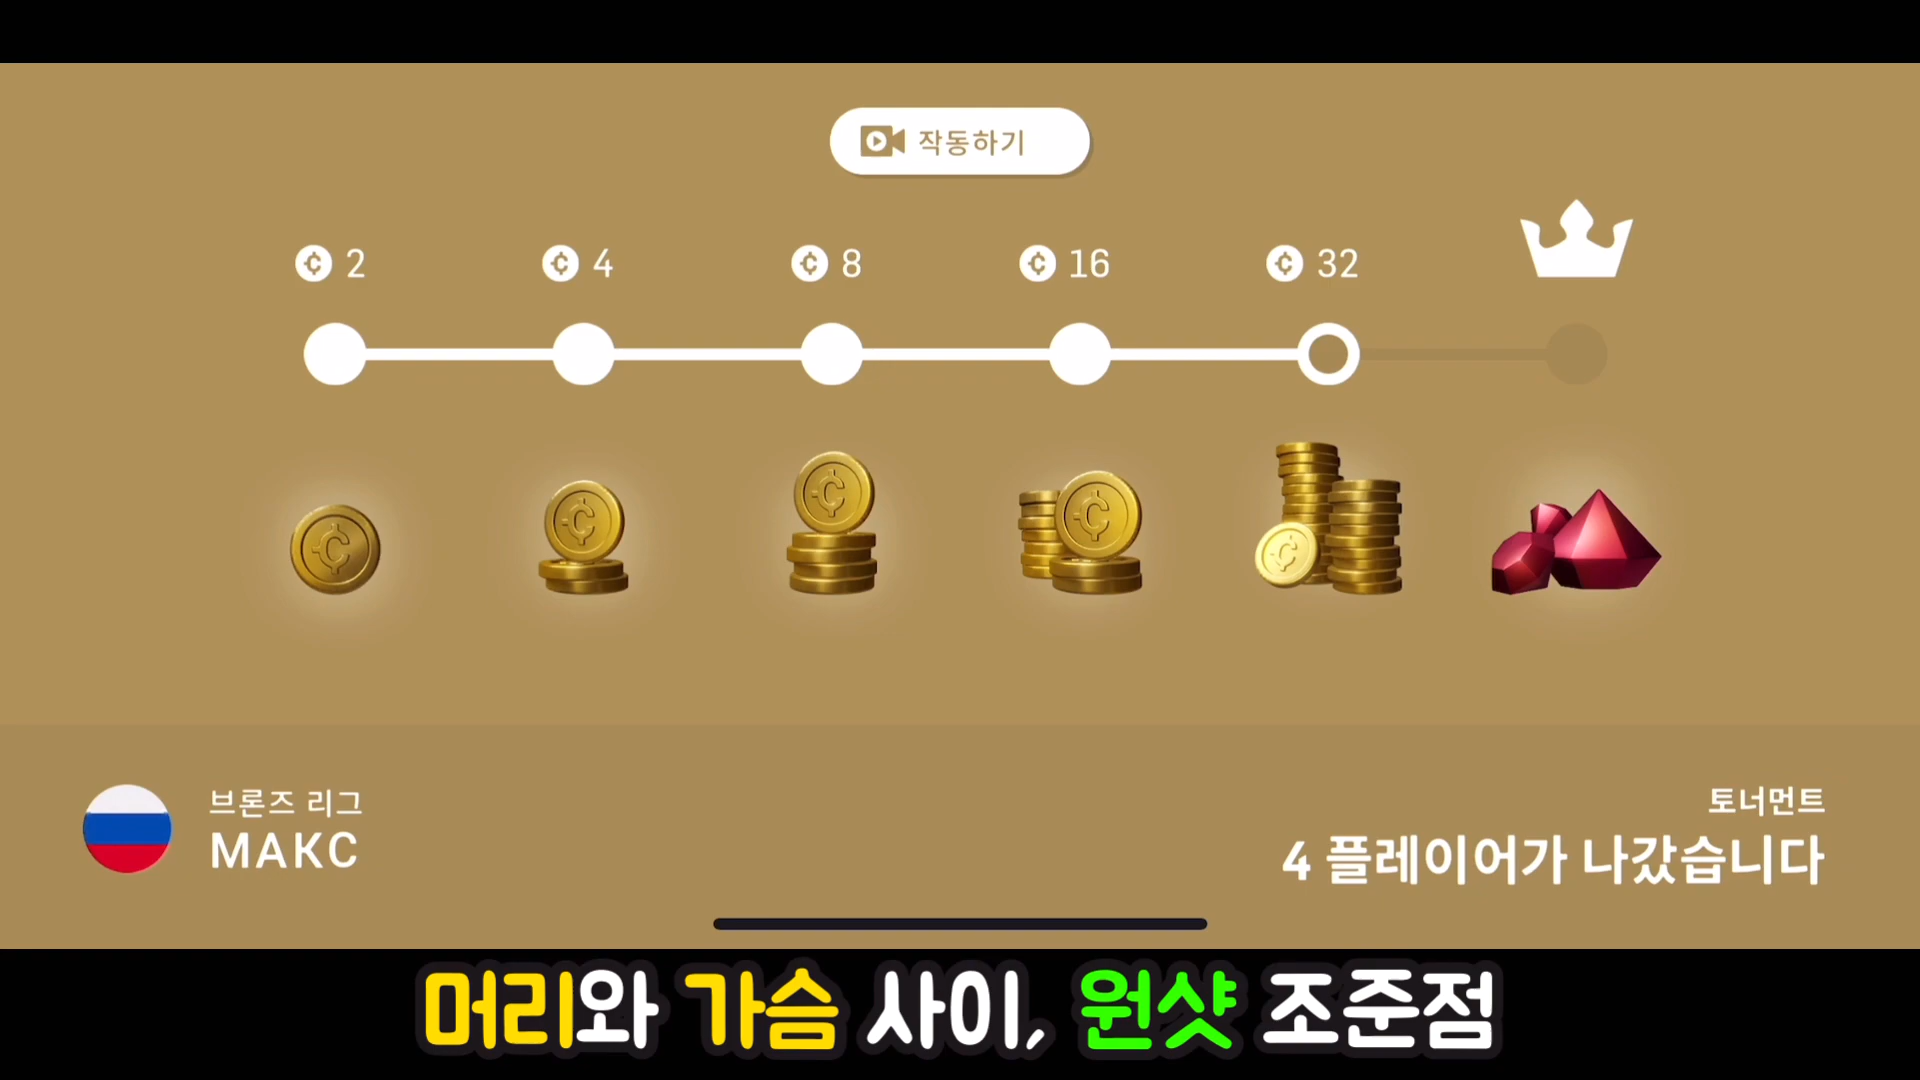 작동하기
2
4
8
16
32
브론즈 리그
МАКС
토너먼트
4 플레이어가 나갔습니다
머리와 가슴 사이, 원샷 조준점